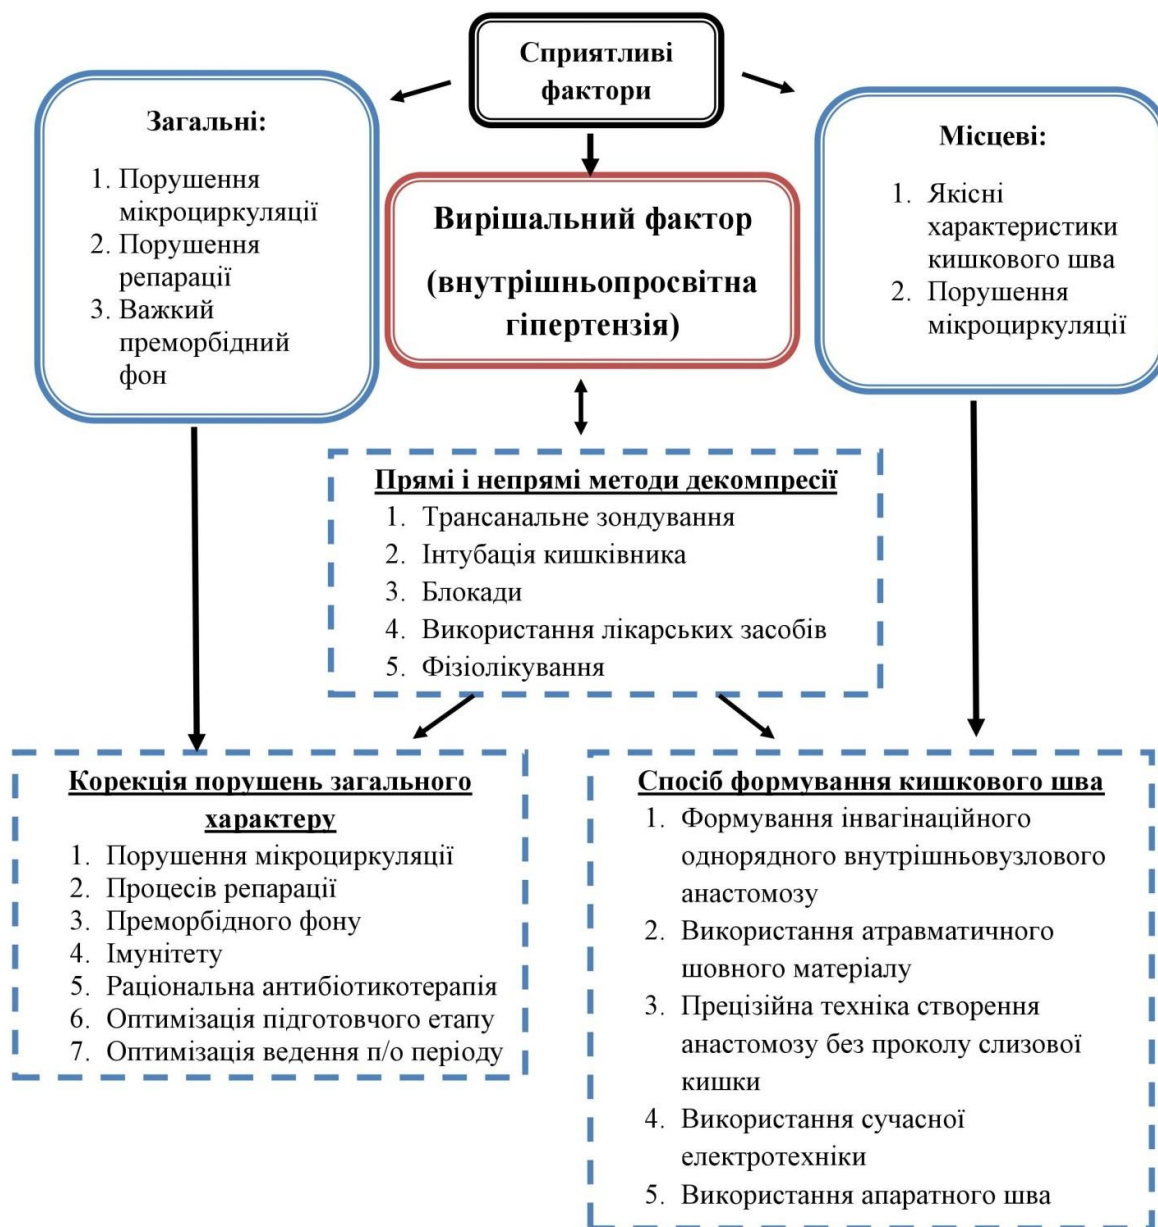 Сприятливі
фактори
Загальні:
1. Порушення
мікроциркуляції
2. Порушення
репарації
3. Важкий
преморбідний
фон
Вирішальний фактор
(внутрішньопросвітна
гіпертензія)
Місцеві:
1. Якісні
характеристики
кишкового шва
2. Порушення
мікроциркуляції
Прямі і непрямі методи декомпресії
1. Трансанальне зондування
2. Інтубація кишківника
3. Блокади
4. Використання лікарських засобів
5. Фізіолікування
Корекція порушень загального
характеру
1. Порушення мікроциркуляції
2. Процесів репарації
3. Преморбідного фону
4. Імунітету
5. Раціональна антибіотикотерапія
6. Оптимізація підготовчого етапу
7. Оптимізація ведення п/о періоду
Спосіб формування кишкового шва
1. Формування інвагінаційного
однорядного внутрішньовузлового
анастомозу
2. Використання атравматичного
шовного матеріалу
3. Прецізійна техніка створення
анастомозу без проколу слизової
кишки
4. Використання сучасної
електротехніки
5. Використання апаратного шва